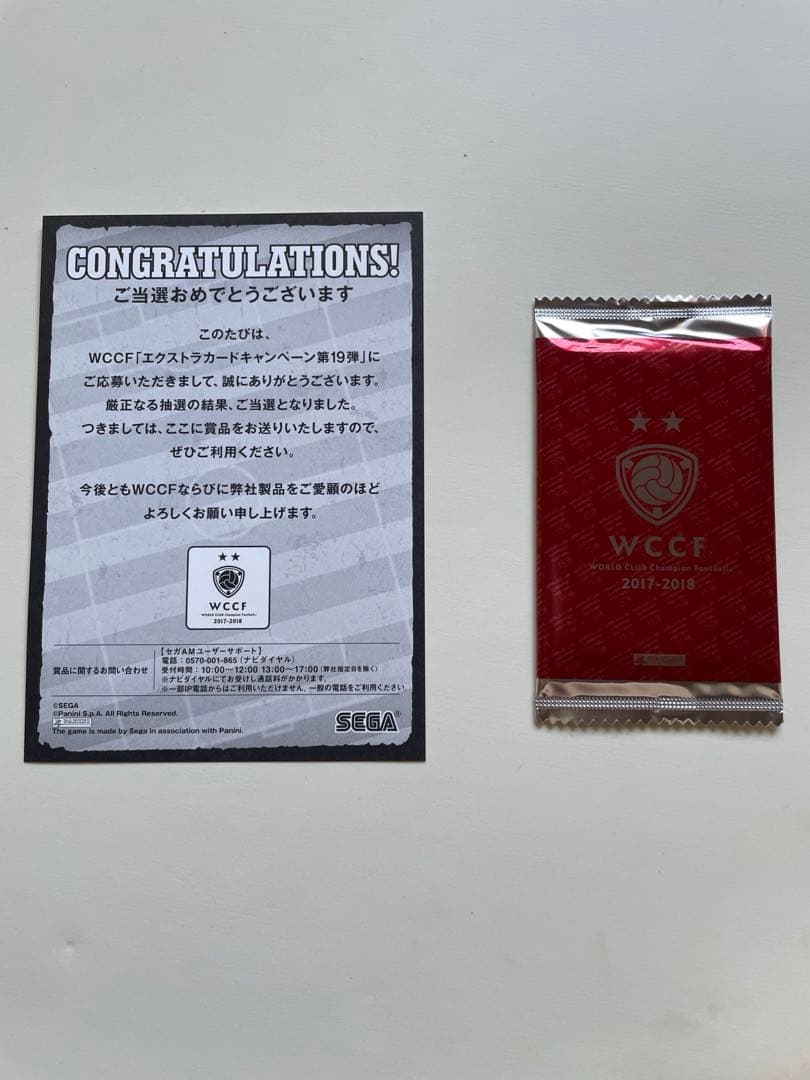 CONGRATULATIONS!
ご当選おめでとうございます
このたびは、
WCCF「エクストラカードキャンペーン第19弾」に
ご応募いただきまして、誠にありがとうございます。
厳正なる抽選の結果、ご当選となりました。
つきましては、ここに賞品をお送りいたしますので、
ぜひご利用ください。
今後ともWCCFならびに弊社製品をご愛顧のほど
よろしくお願い申し上げます。
WCCF
WORLD CLUB Champion Football™
2017-2018
賞品に関するお問い合わせ
【セガAMユーザーサポート】
電話：0570-001-865（ナビダイヤル）
受付時間：10:00〜12:00 13:00〜17:00（弊社指定日を除く）
※ナビダイヤルにてお受けし通話料がかかります。
※一部IP電話からはご利用いただけません。一般の電話をご利用ください。
©SEGA
©Panini S.p.A. All Rights Reserved.
The game is made by Sega in association with Panini.
SEGA®
WCCF
WORLD CLUB Champion Football™
2017-2018